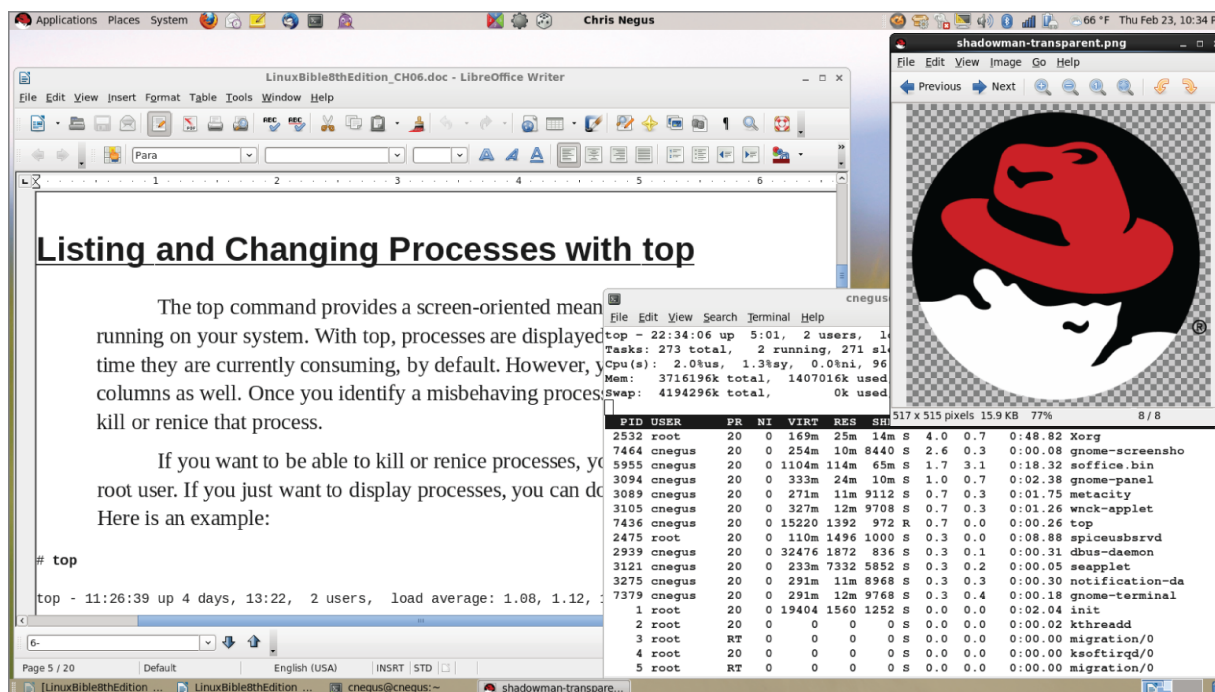 Applications Places System Chris Negus 66 °F Thu Feb 23, 10:34 P
shadowman-transparent.png
File Edit View Image Go Help
Previous Next
517 x 515 pixels 15.9 KB 77% 8 / 8
LinuxBible8thEdition_CH06.doc - LibreOffice Writer
File Edit View Insert Format Table Tools Window Help
Para
1 2 3 4 5 6
Listing and Changing Processes with top
The top command provides a screen-oriented mean
running on your system. With top, processes are displayed
time they are currently consuming, by default. However, y
columns as well. Once you identify a misbehaving proces
kill or renice that process.
If you want to be able to kill or renice processes, yo
root user. If you just want to display processes, you can do
Here is an example:
# top
top - 11:26:39 up 4 days, 13:22, 2 users, load average: 1.08, 1.12,
6-
Page 5 / 20 Default English (USA) INSRT STD
cnegus
File Edit View Search Terminal Help
top - 22:34:06 up 5:01, 2 users, l
Tasks: 273 total, 2 running, 271 sl
Cpu(s): 2.0%us, 1.3%sy, 0.0%ni, 96
Mem: 3716196k total, 1407016k used
Swap: 4194296k total, 0k used
PID USER PR NI VIRT RES SH
2532 root 20 0 169m 25m 14m S 4.0 0.7 0:48.82 Xorg
7464 cnegus 20 0 254m 10m 8440 S 2.6 0.3 0:00.08 gnome-screensho
5955 cnegus 20 0 1104m 114m 65m S 1.7 3.1 0:18.32 soffice.bin
3094 cnegus 20 0 333m 24m 10m S 1.0 0.7 0:02.38 gnome-panel
3089 cnegus 20 0 271m 11m 9112 S 0.7 0.3 0:01.75 metacity
3105 cnegus 20 0 327m 12m 9708 S 0.7 0.3 0:01.26 wnck-applet
7436 cnegus 20 0 15220 1392 972 R 0.7 0.0 0:00.26 top
2475 root 20 0 110m 1496 1000 S 0.3 0.0 0:08.88 spiceusbsrvd
2939 cnegus 20 0 32476 1872 836 S 0.3 0.1 0:00.31 dbus-daemon
3121 cnegus 20 0 233m 7332 5852 S 0.3 0.2 0:00.05 seapplet
3275 cnegus 20 0 291m 11m 8968 S 0.3 0.3 0:00.30 notification-da
7379 cnegus 20 0 291m 12m 9768 S 0.3 0.4 0:00.18 gnome-terminal
1 root 20 0 19404 1560 1252 S 0.0 0.0 0:02.04 init
2 root 20 0 0 0 0 S 0.0 0.0 0:00.02 kthreadd
3 root RT 0 0 0 0 S 0.0 0.0 0:00.00 migration/0
4 root 20 0 0 0 0 S 0.0 0.0 0:00.00 ksoftirqd/0
5 root RT 0 0 0 0 S 0.0 0.0 0:00.00 migration/0
[LinuxBible8thEdition ... LinuxBible8thEdition ... cnegus@cnegus:~ shadowman-transpare...